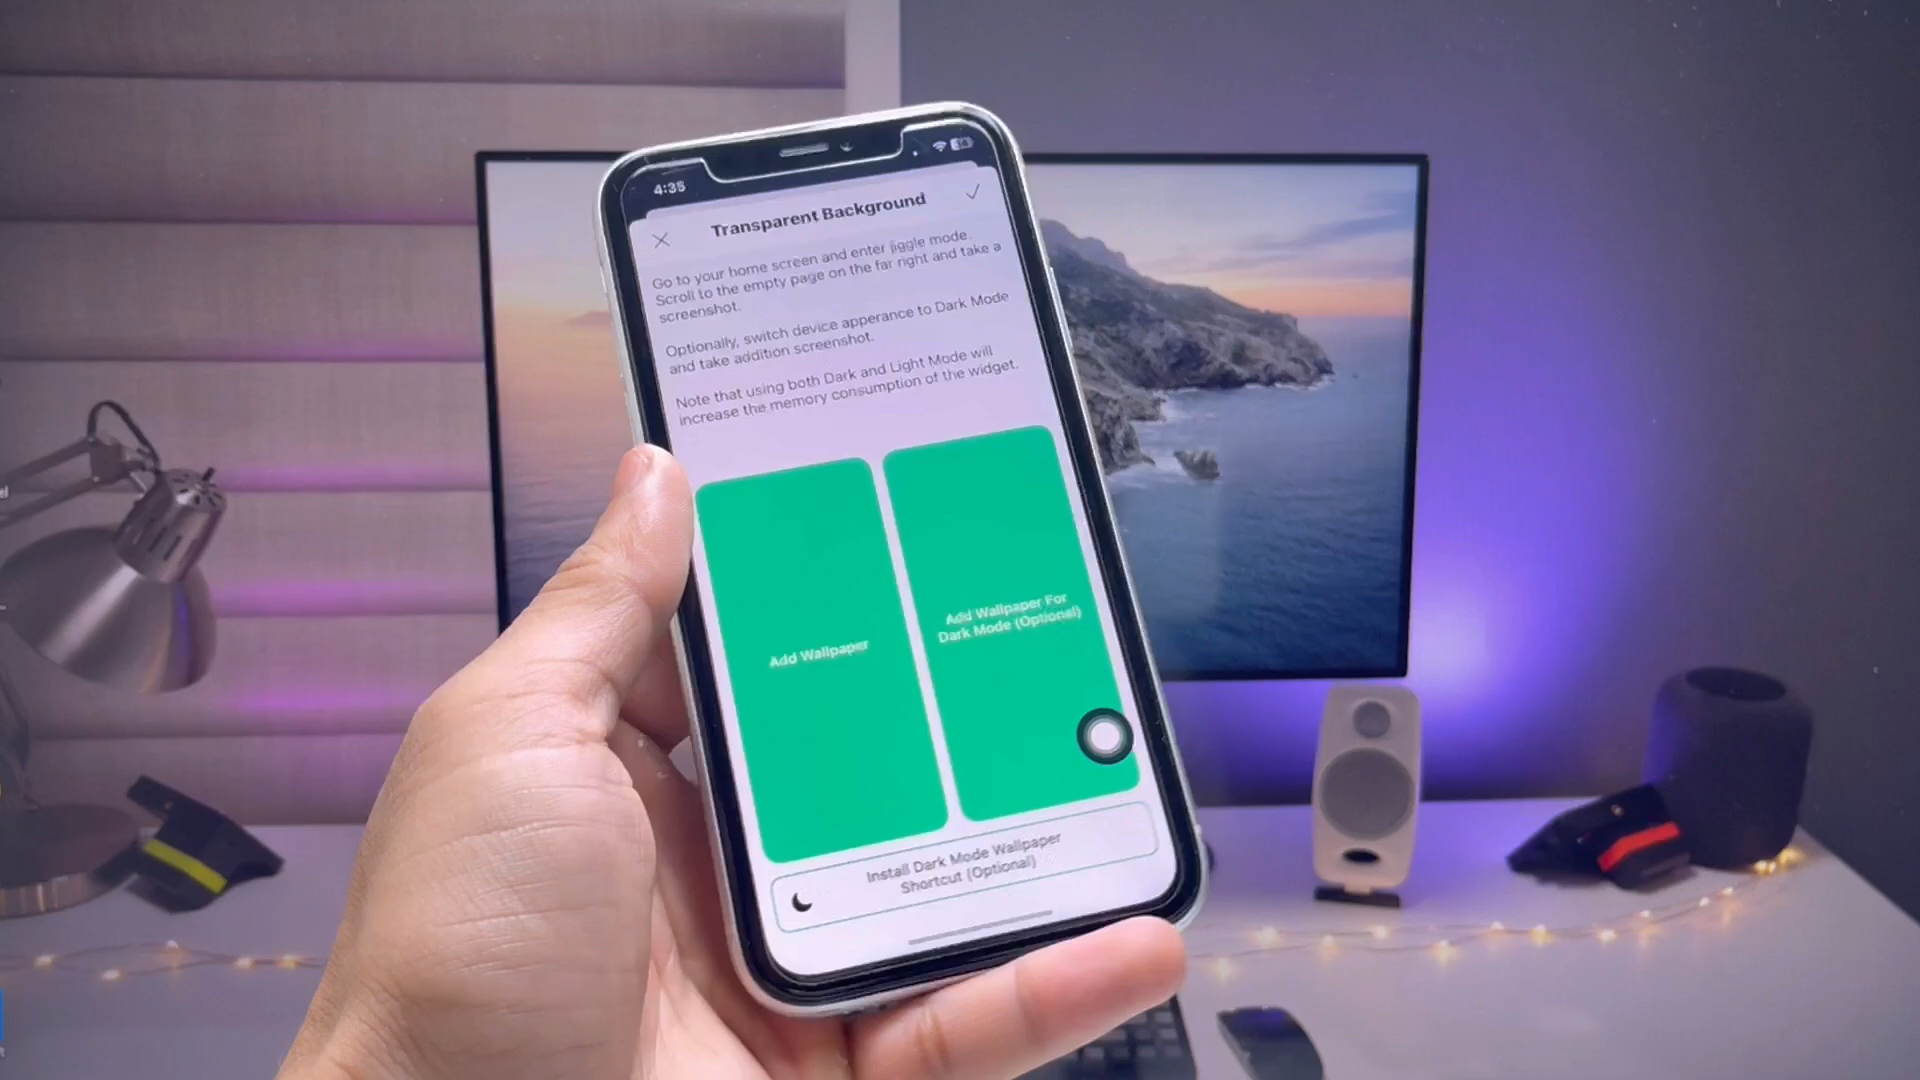 4:35
Transparent Background
Go to your home screen and enter jiggle mode.
Scroll to the empty page on the far right and take a
screenshot.
Optionally, switch device apperance to Dark Mode
and take addition screenshot.
Note that using both Dark and Light Mode will
increase the memory consumption of the widget.
Add Wallpaper
Add Wallpaper For
Dark Mode (Optional)
Install Dark Mode Wallpaper
Shortcut (Optional)